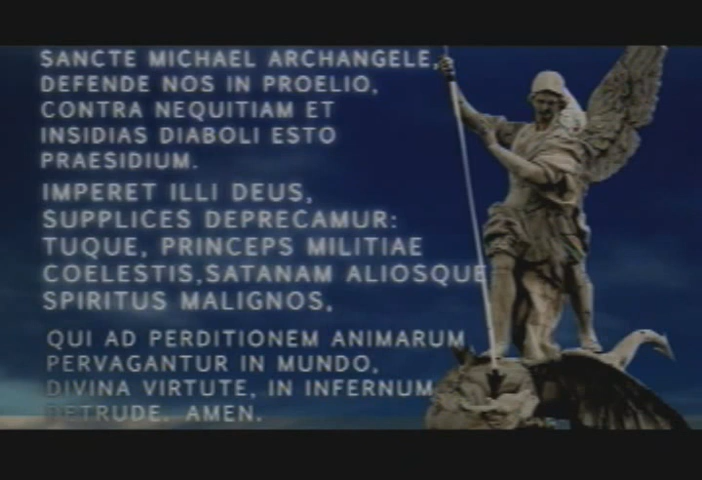 SANCTE MICHAEL ARCHANGELE,
DEFENDE NOS IN PROELIO,
CONTRA NEQUITIAM ET
INSIDIAS DIABOLI ESTO
PRAESIDIUM.
IMPERET ILLI DEUS,
SUPPLICES DEPRECAMUR:
TUQUE, PRINCEPS MILITIAE
COELESTIS,SATANAM ALIOSQUE
SPIRITUS MALIGNOS,
QUI AD PERDITIONEM ANIMARUM
PERVAGANTUR IN MUNDO,
DIVINA VIRTUTE, IN INFERNUM
DETRUDE. AMEN.